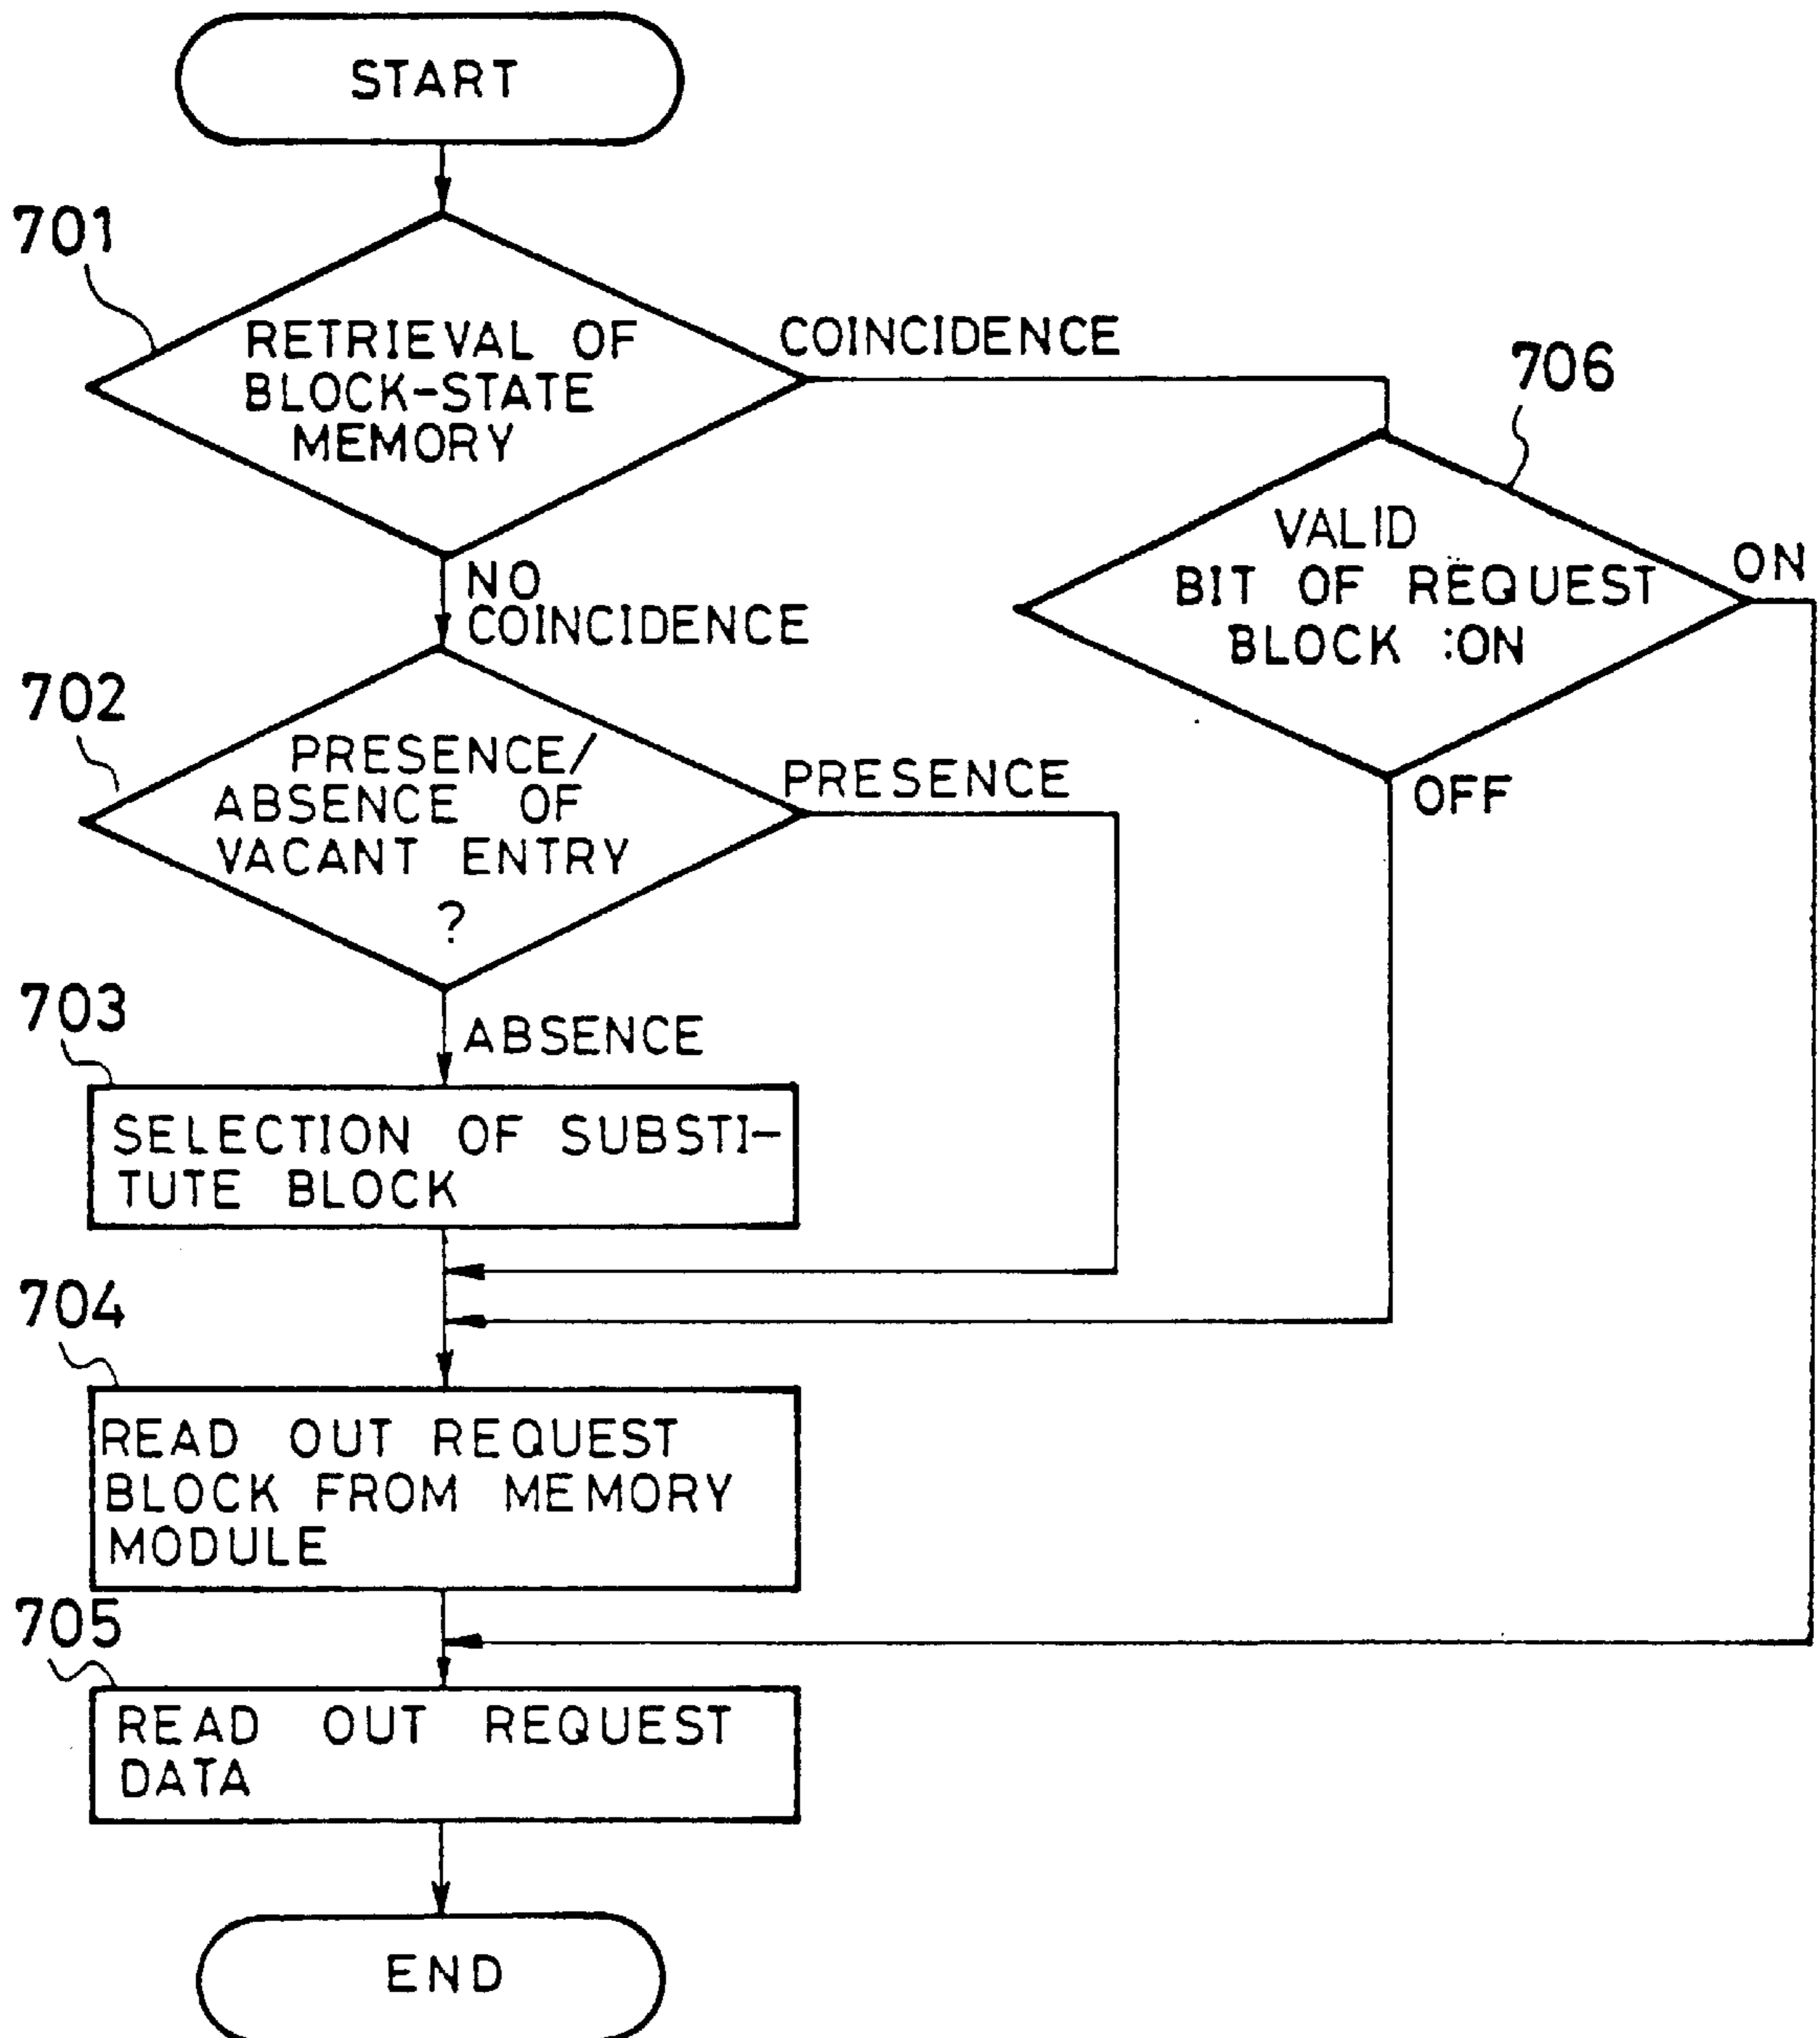 START
701
RETRIEVAL OF
BLOCK-STATE
MEMORY
COINCIDENCE
706
VALID
BIT OF REQUEST
BLOCK :ON
ON
OFF
NO
COINCIDENCE
702
PRESENCE/
ABSENCE OF
VACANT ENTRY
?
PRESENCE
ABSENCE
703
SELECTION OF SUBSTI-
TUTE BLOCK
704
READ OUT REQUEST
BLOCK FROM MEMORY
MODULE
705
READ OUT REQUEST
DATA
END